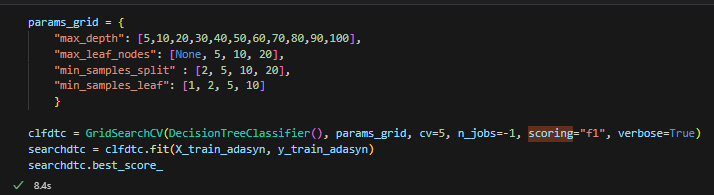 params_grid = {
    "max_depth": [5,10,20,30,40,50,60,70,80,90,100],
    "max_leaf_nodes": [None, 5, 10, 20],
    "min_samples_split" : [2, 5, 10, 20],
    "min_samples_leaf": [1, 2, 5, 10]
    }
clfdtc = GridSearchCV(DecisionTreeClassifier(), params_grid, cv=5, n_jobs=-1, scoring="f1", verbose=True)
searchdtc = clfdtc.fit(X_train_adasyn, y_train_adasyn)
searchdtc.best_score_
✓ 8.4s